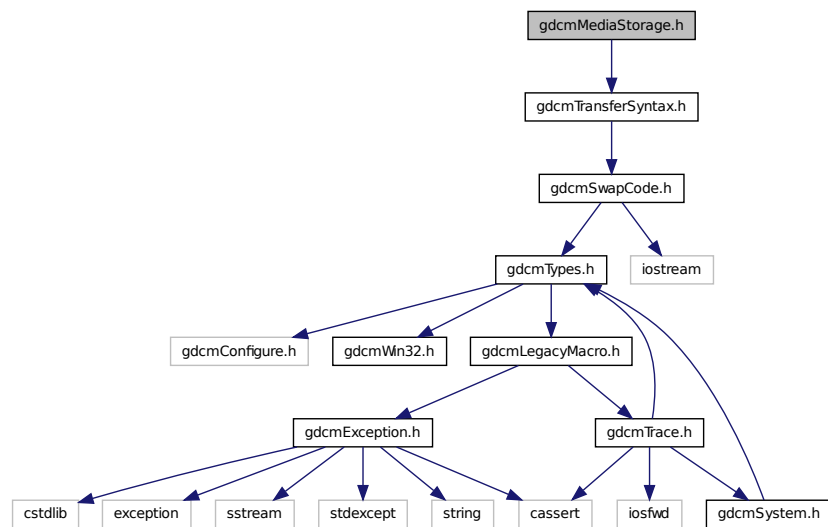 gdcmMediaStorage.h
gdcmTransferSyntax.h
gdcmSwapCode.h
gdcmTypes.h
iostream
gdcmConfigure.h
gdcmWin32.h
gdcmLegacyMacro.h
gdcmException.h
gdcmTrace.h
cstdlib
exception
sstream
stdexcept
string
cassert
iosfwd
gdcmSystem.h